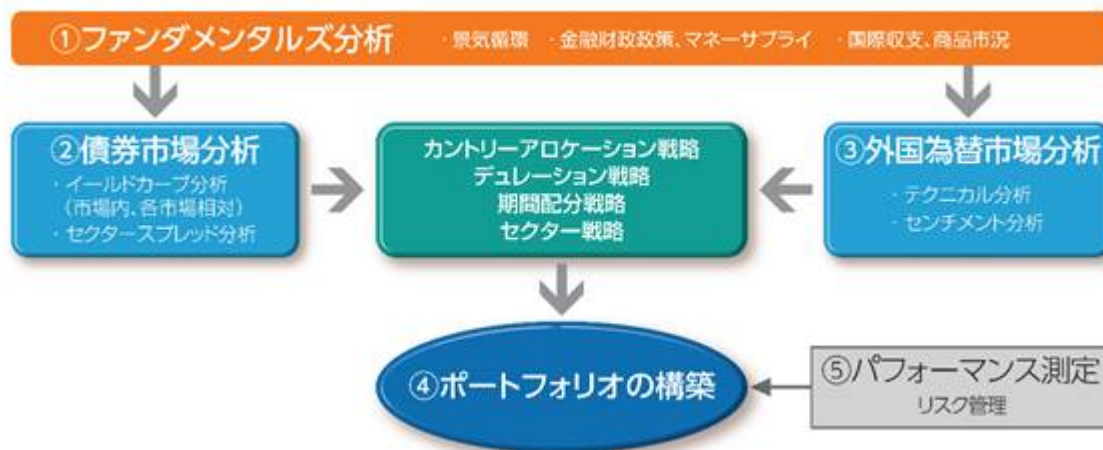 ①ファンダメンタルズ分析 ・景気循環 ・金融財政政策、マネーサプライ ・国際収支、商品市況
②債券市場分析
・イールドカーブ分析
（市場内、各市場相対）
・セクタースプレッド分析
カントリーアロケーション戦略
デュレーション戦略
期間配分戦略
セクター戦略
③外国為替市場分析
・テクニカル分析
・センチメント分析
④ポートフォリオの構築
⑤パフォーマンス測定
リスク管理